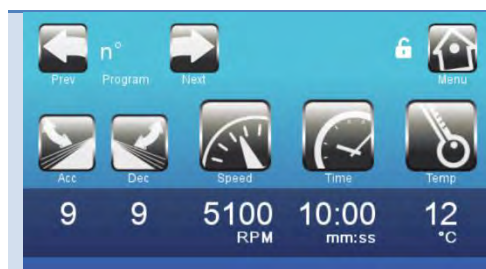 n°
Prev Program Next Menu
Acc Dec Speed Time Temp
9 9 5100 10:00 12
RPM mm:ss °C